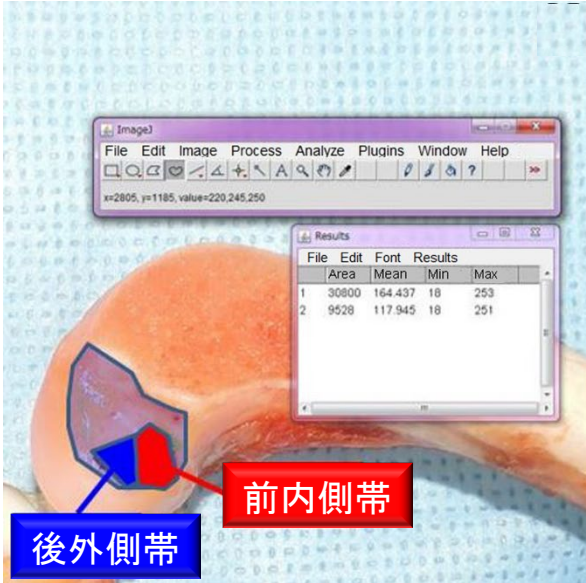 ImageJ
File Edit Image Process Analyze Plugins Window Help
x=2805, y=1185, value=220,245,250
Results
File Edit Font Results
Area Mean Min Max
1 30800 164.437 18 253
2 9528 117.945 18 251
前内側帯
後外側帯